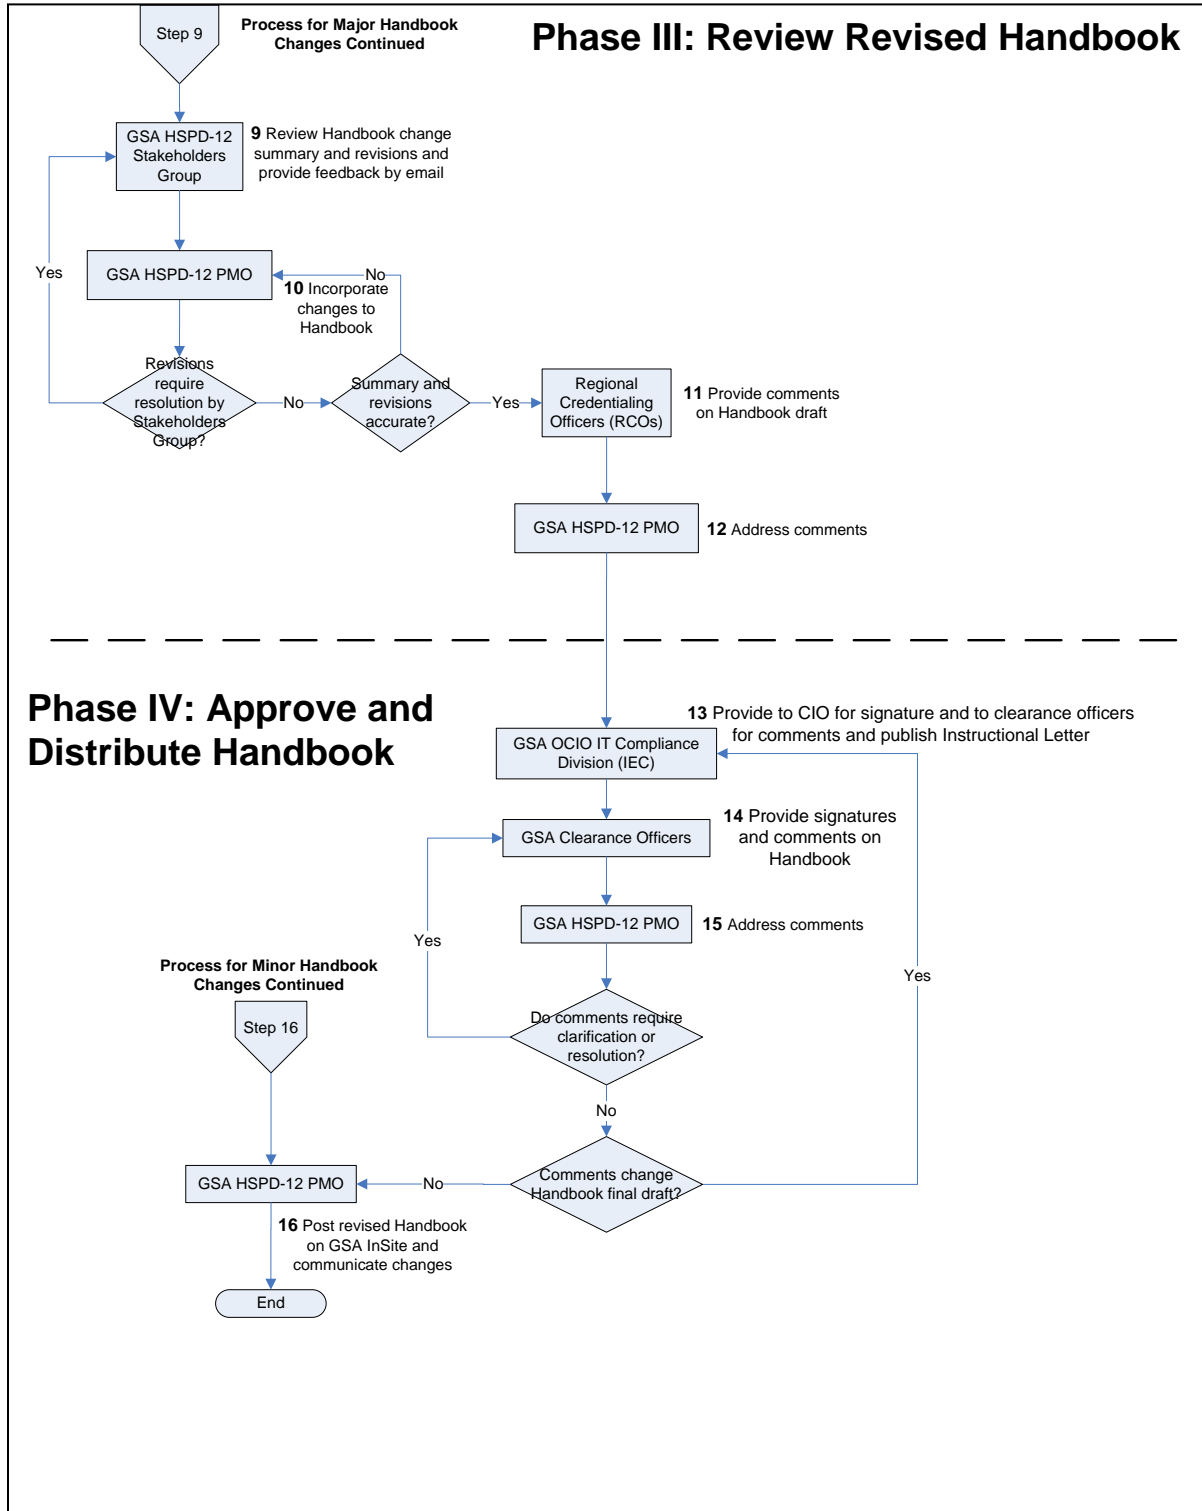 Step 9
Process for Major Handbook
Changes Continued
Phase III: Review Revised Handbook
GSA HSPD-12
Stakeholders
Group
9 Review Handbook change
summary and revisions and
provide feedback by email
Yes
GSA HSPD-12 PMO
No
10 Incorporate
changes to
Handbook
Revisions
require
resolution by
Stakeholders
Group?
No
Summary and
revisions
accurate?
Yes
Regional
Credentialing
Officers (RCOs)
11 Provide comments
on Handbook draft
GSA HSPD-12 PMO
12 Address comments
Phase IV: Approve and
Distribute Handbook
13 Provide to CIO for signature and to clearance officers
for comments and publish Instructional Letter
GSA OCIO IT Compliance
Division (IEC)
14 Provide signatures
and comments on
Handbook
GSA Clearance Officers
GSA HSPD-12 PMO
15 Address comments
Yes
Yes
Process for Minor Handbook
Changes Continued
Step 16
Do comments require
clarification or
resolution?
No
Comments change
Handbook final draft?
No
GSA HSPD-12 PMO
16 Post revised Handbook
on GSA InSite and
communicate changes
End